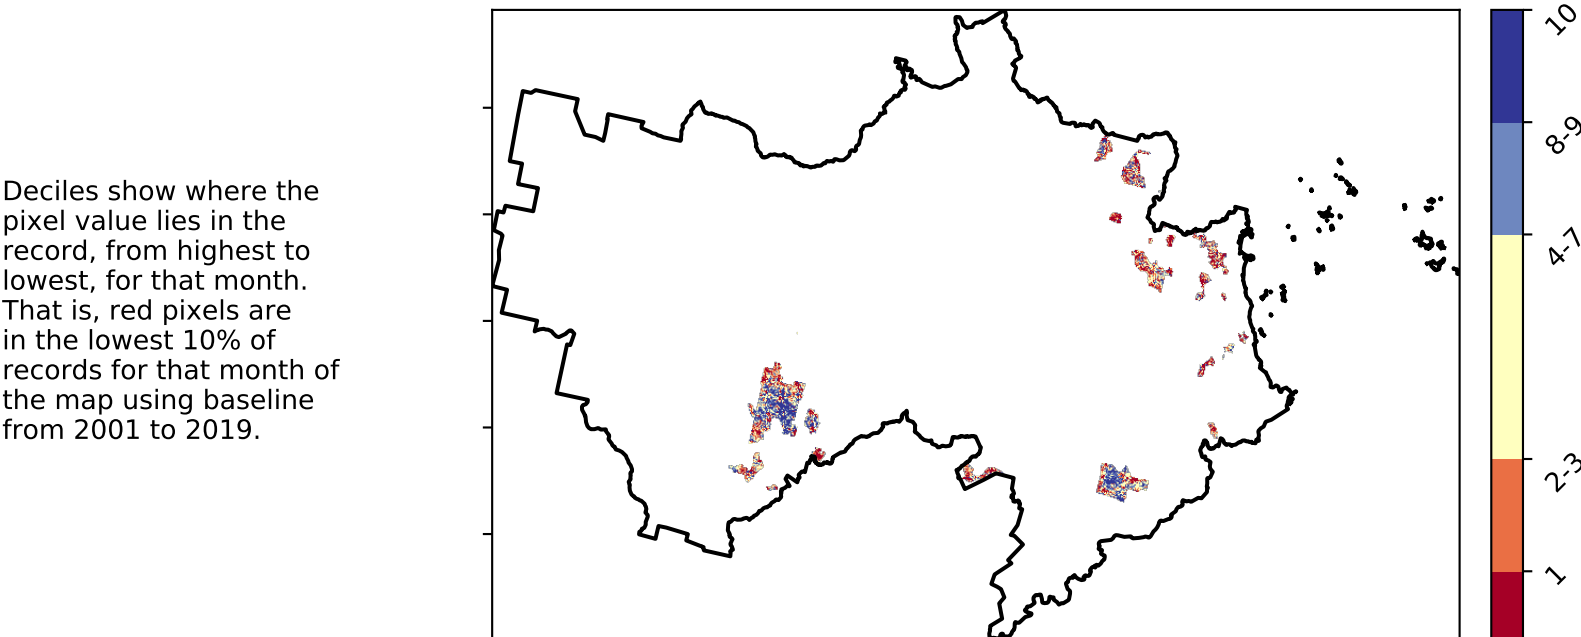 Deciles show where the
pixel value lies in the
record, from highest to
lowest, for that month.
That is, red pixels are
in the lowest 10% of
records for that month of
the map using baseline
from 2001 to 2019.
10
8-9
4-7
2-3
1